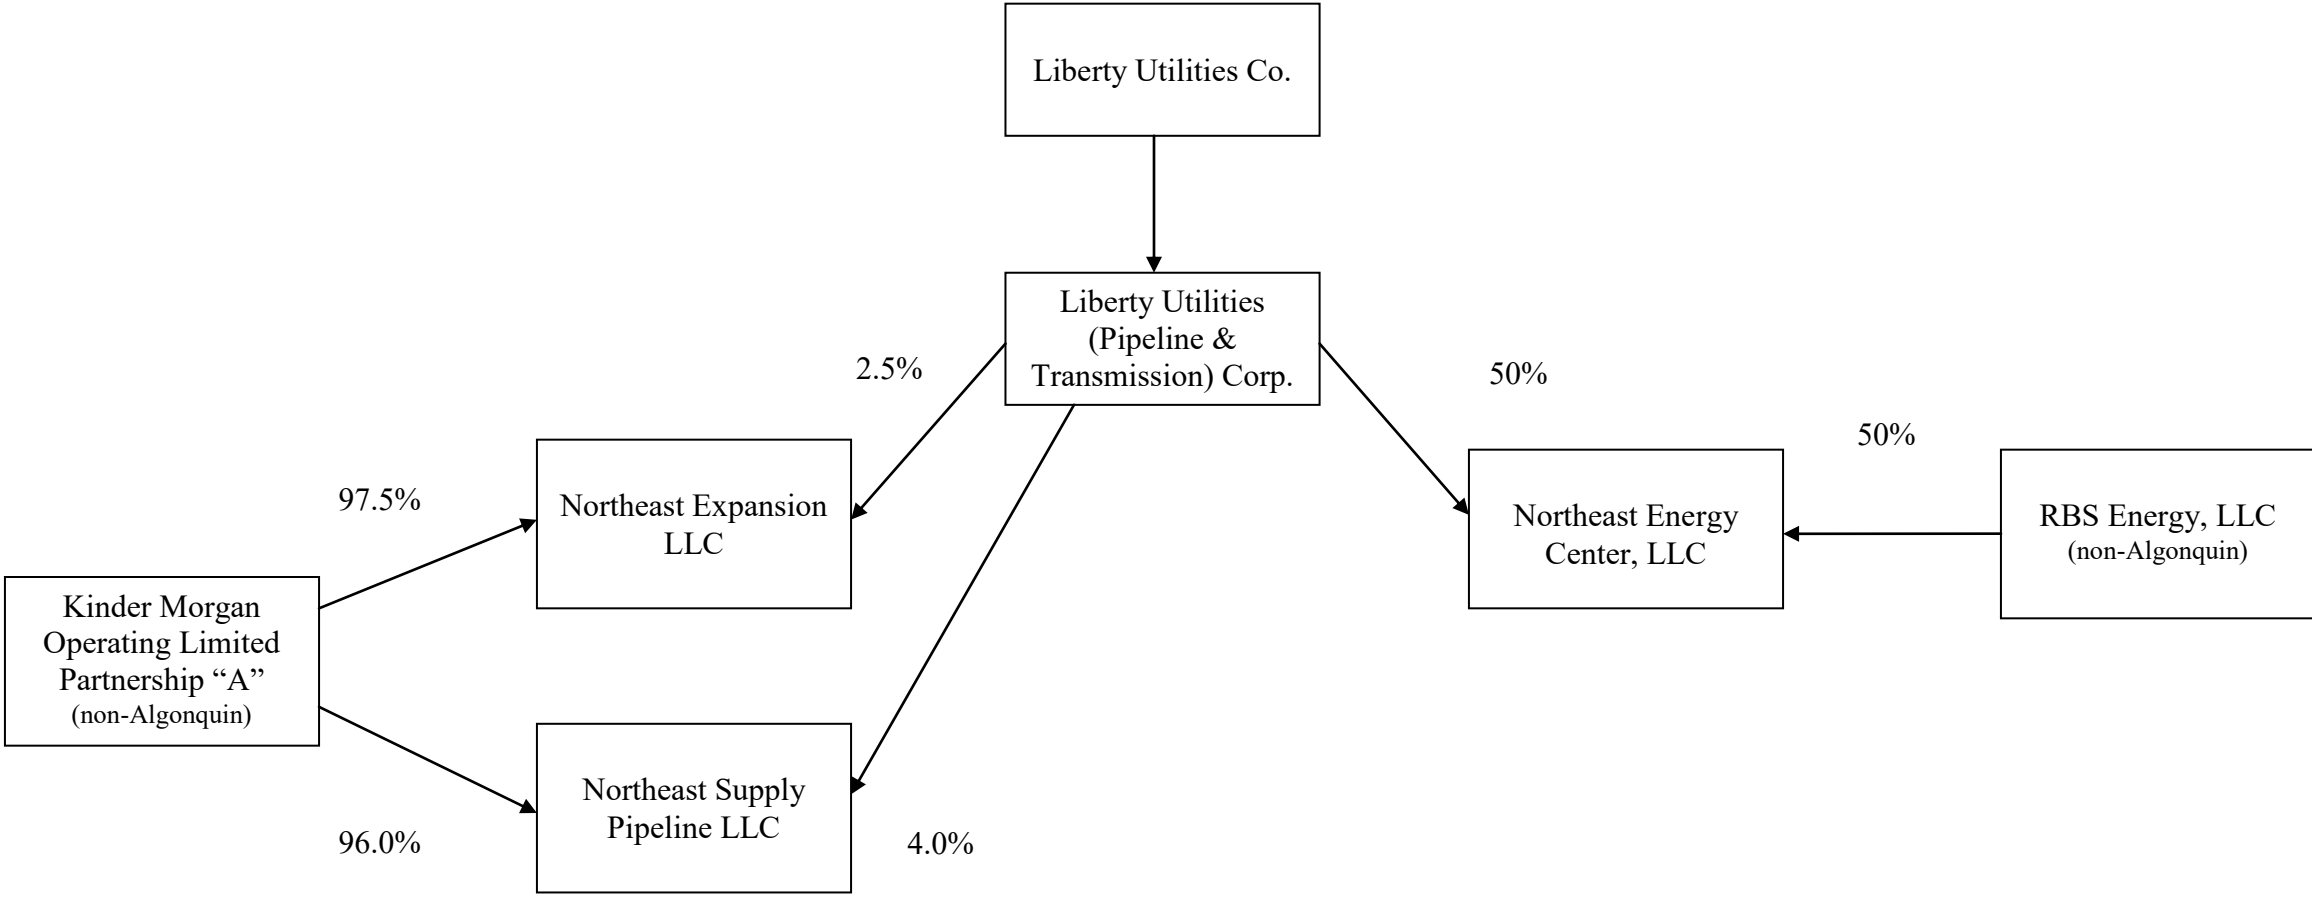 Liberty Utilities Co.
Liberty Utilities
(Pipeline &
Transmission) Corp.
2.5%
50%
50%
97.5%
Northeast Expansion
LLC
Northeast Energy
Center, LLC
RBS Energy, LLC
(non-Algonquin)
Kinder Morgan
Operating Limited
Partnership “A”
(non-Algonquin)
Northeast Supply
Pipeline LLC
96.0%
4.0%